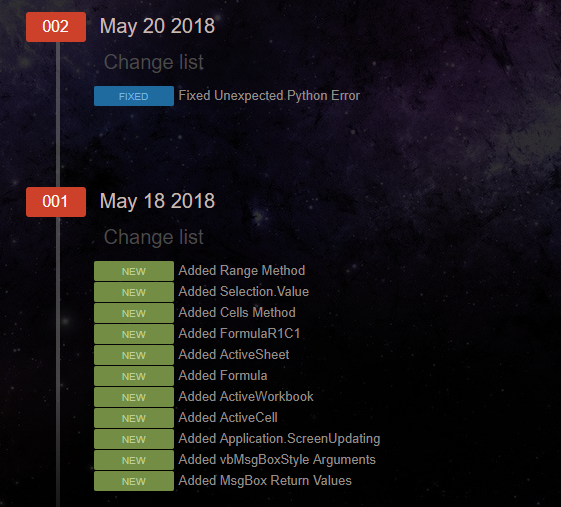 002 May 20 2018
Change list
FIXED Fixed Unexpected Python Error
001 May 18 2018
Change list
NEW Added Range Method
NEW Added Selection.Value
NEW Added Cells Method
NEW Added FormulaR1C1
NEW Added ActiveSheet
NEW Added Formula
NEW Added ActiveWorkbook
NEW Added ActiveCell
NEW Added Application.ScreenUpdating
NEW Added vbMsgBoxStyle Arguments
NEW Added MsgBox Return Values